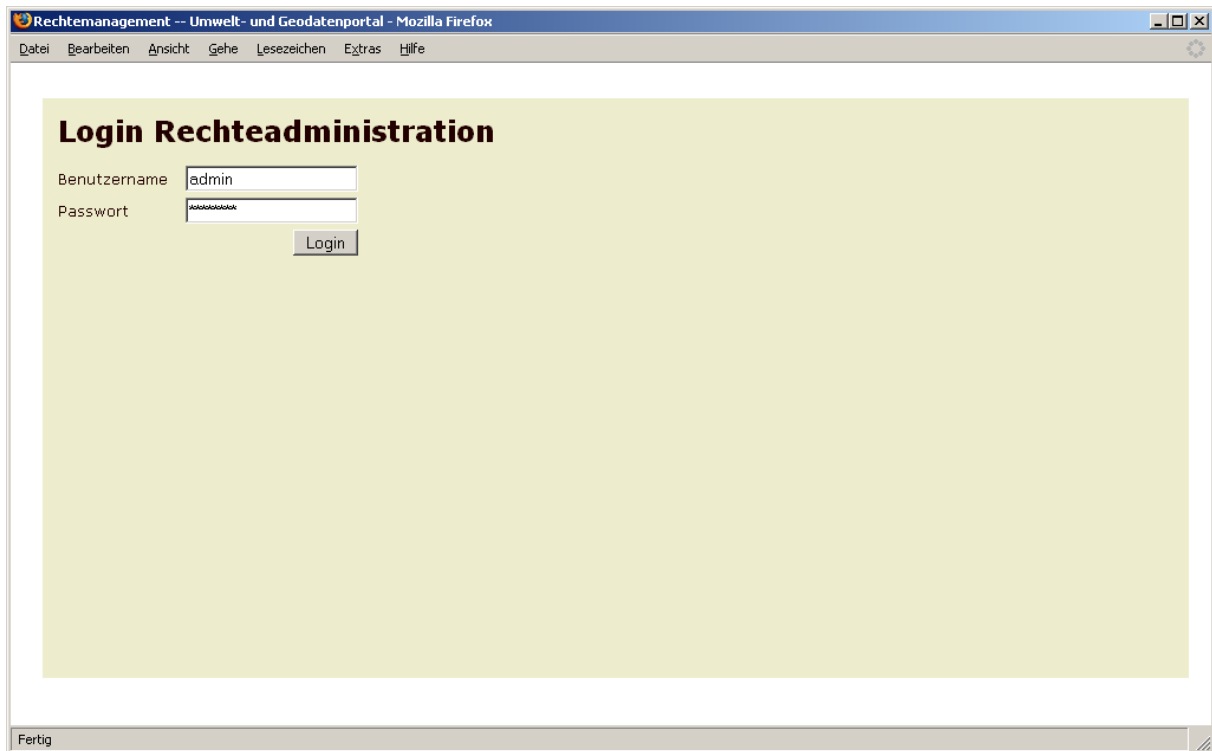 Rechtemanagement -- Umwelt- und Geodatenportal - Mozilla Firefox
Datei Bearbeiten Ansicht Gehe Lesezeichen Extras Hilfe
Login Rechteadministration
Benutzername admin
Passwort *********
Login
Fertig